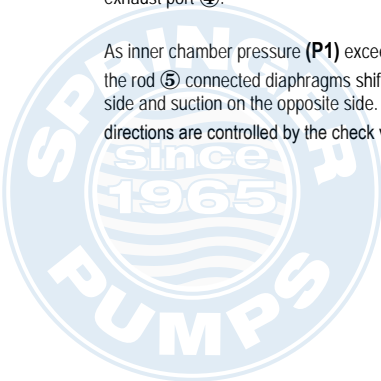 exhaust port ④.
As inner chamber pressure (P1) excee
the rod ⑤ connected diaphragms shif
side and suction on the opposite side.
directions are controlled by the check v
SPRINGER
since
1965
PUMPS